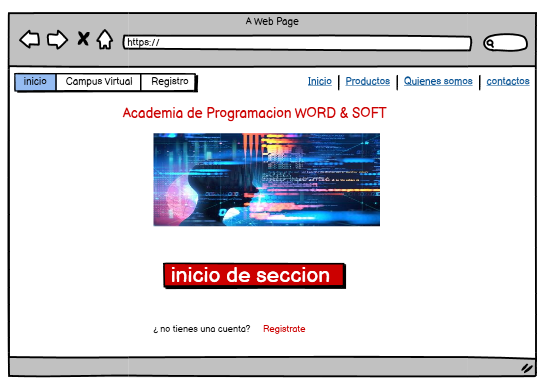 A Web Page
https://
inicio Campus Virtual Registro
Inicio Productos Quienes somos contactos
Academia de Programacion WORD & SOFT
inicio de seccion
¿ no tienes una cuenta? Registrate